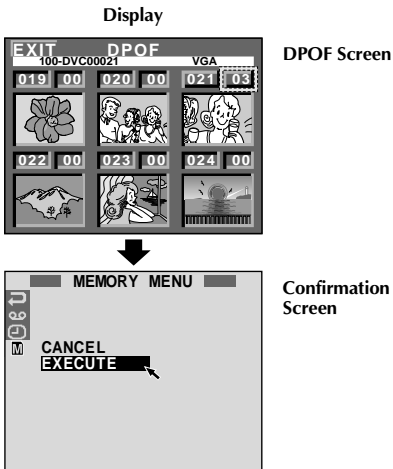 Display
EXIT DPOF
100-DVC00021 VGA
019 00 020 00 021 03
022 00 023 00 024 00
DPOF Screen
MEMORY MENU
M
CANCEL
EXECUTE
Confirmation
Screen